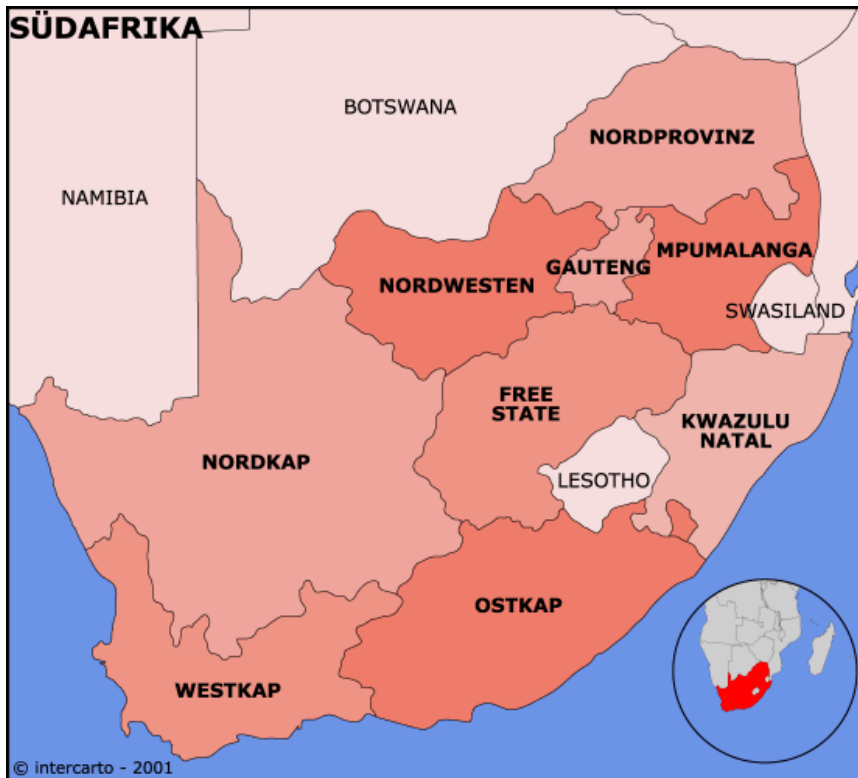 SÜDAFRIKA
BOTSWANA
NORDPROVINZ
NAMIBIA
MPUMALANGA
GAUTENG
NORDWESTEN
SWASILAND
FREE
STATE
KWAZULU
NATAL
NORDKAP
LESOTHO
OSTKAP
WESTKAP
© intercarto - 2001